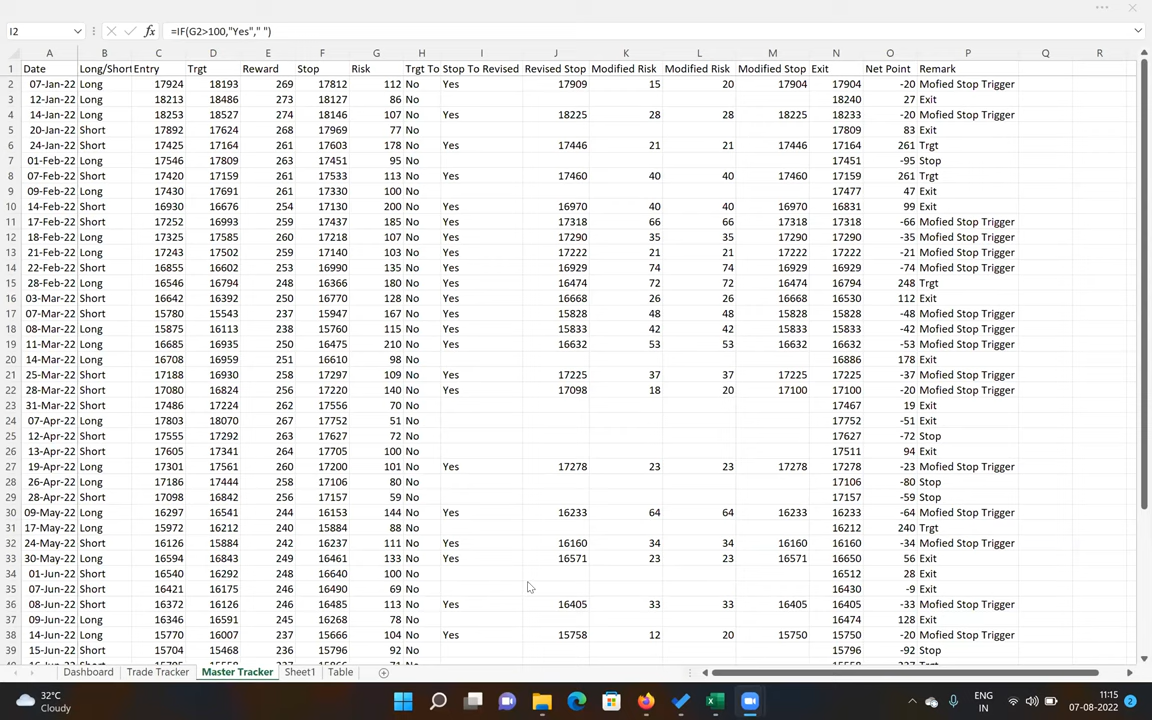 I2 fx =IF(G2>100,"Yes"," ")
A B C D E F G H I J K L M N O P Q R
1 Date Long/Short Entry Trgt Reward Stop Risk Trgt To Stop To Revised Revised Stop Modified Risk Modified Risk Modified Stop Exit Net Point Remark
2 07-Jan-22 Long 17924 18193 269 17812 112 No Yes 17909 15 20 17904 17904 -20 Mofied Stop Trigger
3 12-Jan-22 Long 18213 18486 273 18127 86 No 18240 27 Exit
4 14-Jan-22 Long 18253 18527 274 18146 107 No Yes 18225 28 28 18225 18233 -20 Mofied Stop Trigger
5 20-Jan-22 Short 17892 17624 268 17969 77 No 17809 83 Exit
6 24-Jan-22 Short 17425 17164 261 17603 178 No Yes 17446 21 21 17446 17164 261 Trgt
7 01-Feb-22 Long 17546 17809 263 17451 95 No 17451 -95 Stop
8 07-Feb-22 Short 17420 17159 261 17533 113 No Yes 17460 40 40 17460 17159 261 Trgt
9 09-Feb-22 Long 17430 17691 261 17330 100 No 17477 47 Exit
10 14-Feb-22 Short 16930 16676 254 17130 200 No Yes 16970 40 40 16970 16831 99 Exit
11 17-Feb-22 Short 17252 16993 259 17437 185 No Yes 17318 66 66 17318 17318 -66 Mofied Stop Trigger
12 18-Feb-22 Long 17325 17585 260 17218 107 No Yes 17290 35 35 17290 17290 -35 Mofied Stop Trigger
13 21-Feb-22 Long 17243 17502 259 17140 103 No Yes 17222 21 21 17222 17222 -21 Mofied Stop Trigger
14 22-Feb-22 Short 16855 16602 253 16990 135 No Yes 16929 74 74 16929 16929 -74 Mofied Stop Trigger
15 28-Feb-22 Long 16546 16794 248 16366 180 No Yes 16474 72 72 16474 16794 248 Trgt
16 03-Mar-22 Short 16642 16392 250 16770 128 No Yes 16668 26 26 16668 16530 112 Exit
17 07-Mar-22 Short 15780 15543 237 15947 167 No Yes 15828 48 48 15828 15828 -48 Mofied Stop Trigger
18 08-Mar-22 Long 15875 16113 238 15760 115 No Yes 15833 42 42 15833 15833 -42 Mofied Stop Trigger
19 11-Mar-22 Long 16685 16935 250 16475 210 No Yes 16632 53 53 16632 16632 -53 Mofied Stop Trigger
20 14-Mar-22 Long 16708 16959 251 16610 98 No 16886 178 Exit
21 25-Mar-22 Short 17188 16930 258 17297 109 No Yes 17225 37 37 17225 17225 -37 Mofied Stop Trigger
22 28-Mar-22 Short 17080 16824 256 17220 140 No Yes 17098 18 20 17100 17100 -20 Mofied Stop Trigger
23 31-Mar-22 Short 17486 17224 262 17556 70 No 17467 19 Exit
24 07-Apr-22 Long 17803 18070 267 17752 51 No 17752 -51 Exit
25 12-Apr-22 Short 17555 17292 263 17627 72 No 17627 -72 Stop
26 13-Apr-22 Short 17605 17341 264 17705 100 No 17511 94 Exit
27 19-Apr-22 Long 17301 17561 260 17200 101 No Yes 17278 23 23 17278 17278 -23 Mofied Stop Trigger
28 26-Apr-22 Long 17186 17444 258 17106 80 No 17106 -80 Stop
29 28-Apr-22 Short 17098 16842 256 17157 59 No 17157 -59 Stop
30 09-May-22 Long 16297 16541 244 16153 144 No Yes 16233 64 64 16233 16233 -64 Mofied Stop Trigger
31 17-May-22 Long 15972 16212 240 15884 88 No 16212 240 Trgt
32 24-May-22 Short 16126 15884 242 16237 111 No Yes 16160 34 34 16160 16160 -34 Mofied Stop Trigger
33 30-May-22 Long 16594 16843 249 16461 133 No Yes 16571 23 23 16571 16650 56 Exit
34 01-Jun-22 Short 16540 16292 248 16640 100 No 16512 28 Exit
35 07-Jun-22 Short 16421 16175 246 16490 69 No 16430 -9 Exit
36 08-Jun-22 Short 16372 16126 246 16485 113 No Yes 16405 33 33 16405 16405 -33 Mofied Stop Trigger
37 09-Jun-22 Long 16346 16591 245 16268 78 No 16474 128 Exit
38 14-Jun-22 Long 15770 16007 237 15666 104 No Yes 15758 12 20 15750 15750 -20 Mofied Stop Trigger
39 15-Jun-22 Short 15704 15468 236 15796 92 No 15796 -92 Stop
Dashboard Trade Tracker Master Tracker Sheet1 Table
32°C ENG 11:15
Cloudy IN 07-08-2022 2